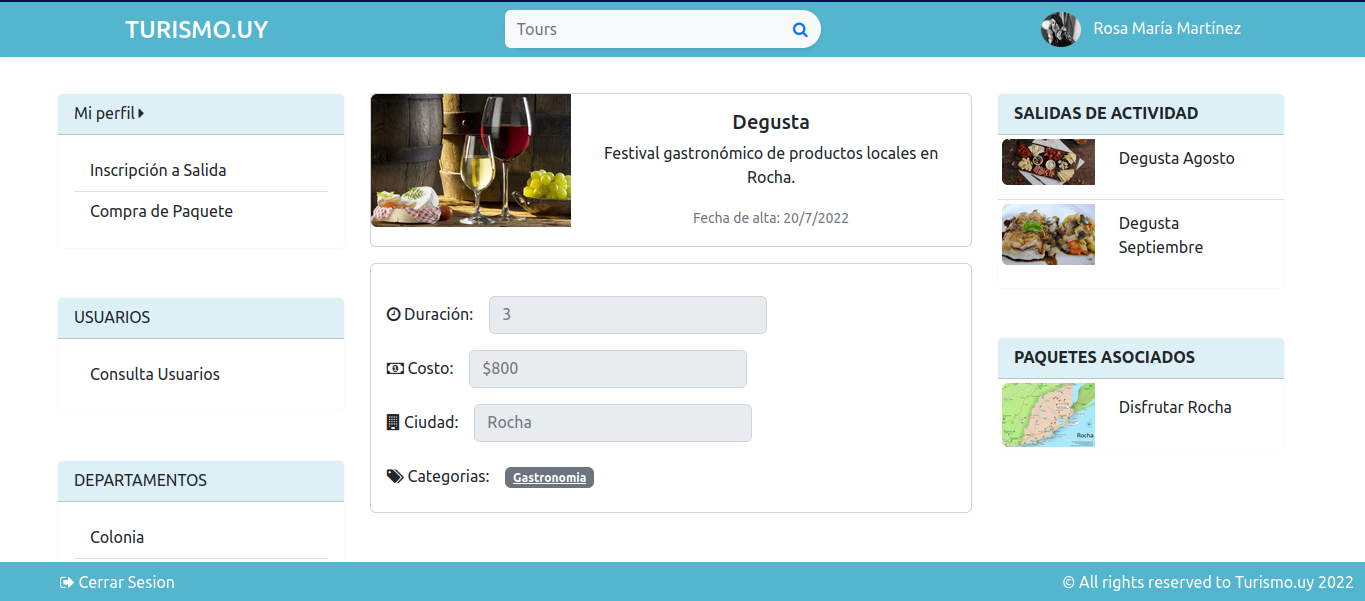 TURISMO.UY
Tours
Rosa María Martínez
Mi perfil
Inscripción a Salida
Compra de Paquete
USUARIOS
Consulta Usuarios
DEPARTAMENTOS
Colonia
Degusta
Festival gastronómico de productos locales en
Rocha.
Fecha de alta: 20/7/2022
Duración: 3
Costo: $800
Ciudad: Rocha
Categorias: Gastronomia
SALIDAS DE ACTIVIDAD
Degusta Agosto
Degusta
Septiembre
PAQUETES ASOCIADOS
Disfrutar Rocha
Rocha
Cerrar Sesion
© All rights reserved to Turismo.uy 2022